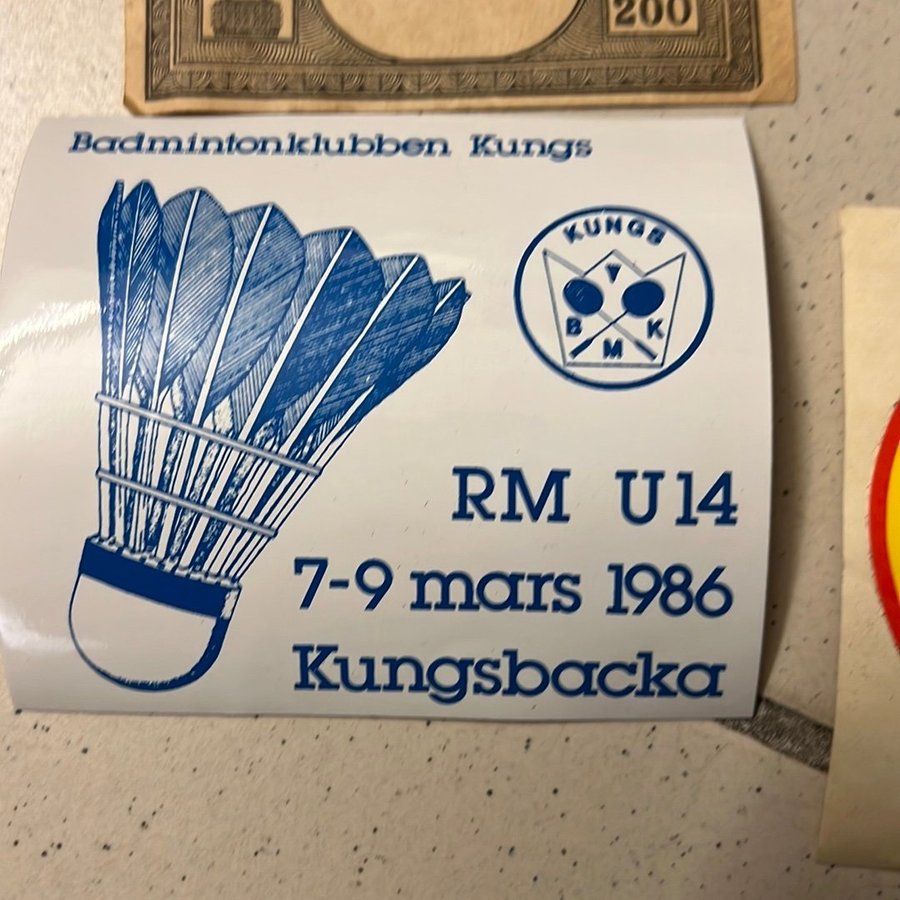 200
Badmintonklubben Kungs
KUNGS
B M K
RM U14
7-9 mars 1986
Kungsbacka